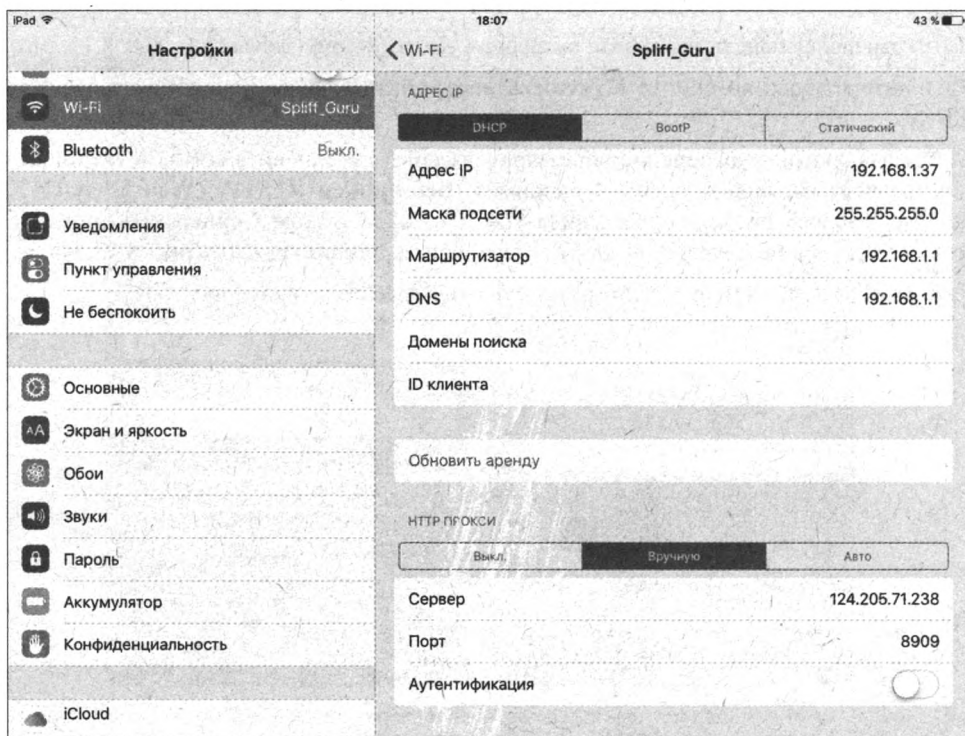 iPad 18:07 43 %
Настройки
Wi-Fi Spliff_Guru
Bluetooth Выкл.
Уведомления
Пункт управления
Не беспокоить
Основные
AA Экран и яркость
Обои
Звуки
Пароль
Аккумулятор
Конфиденциальность
iCloud
Wi-Fi Spliff_Guru
АДРЕС IP
DHCP BootP Статический
Адрес IP 192.168.1.37
Маска подсети 255.255.255.0
Маршрутизатор 192.168.1.1
DNS 192.168.1.1
Домены поиска
ID клиента
Обновить аренду
HTTP ПРОКСИ
Выкл. Вручную Авто
Сервер 124.205.71.238
Порт 8909
Аутентификация